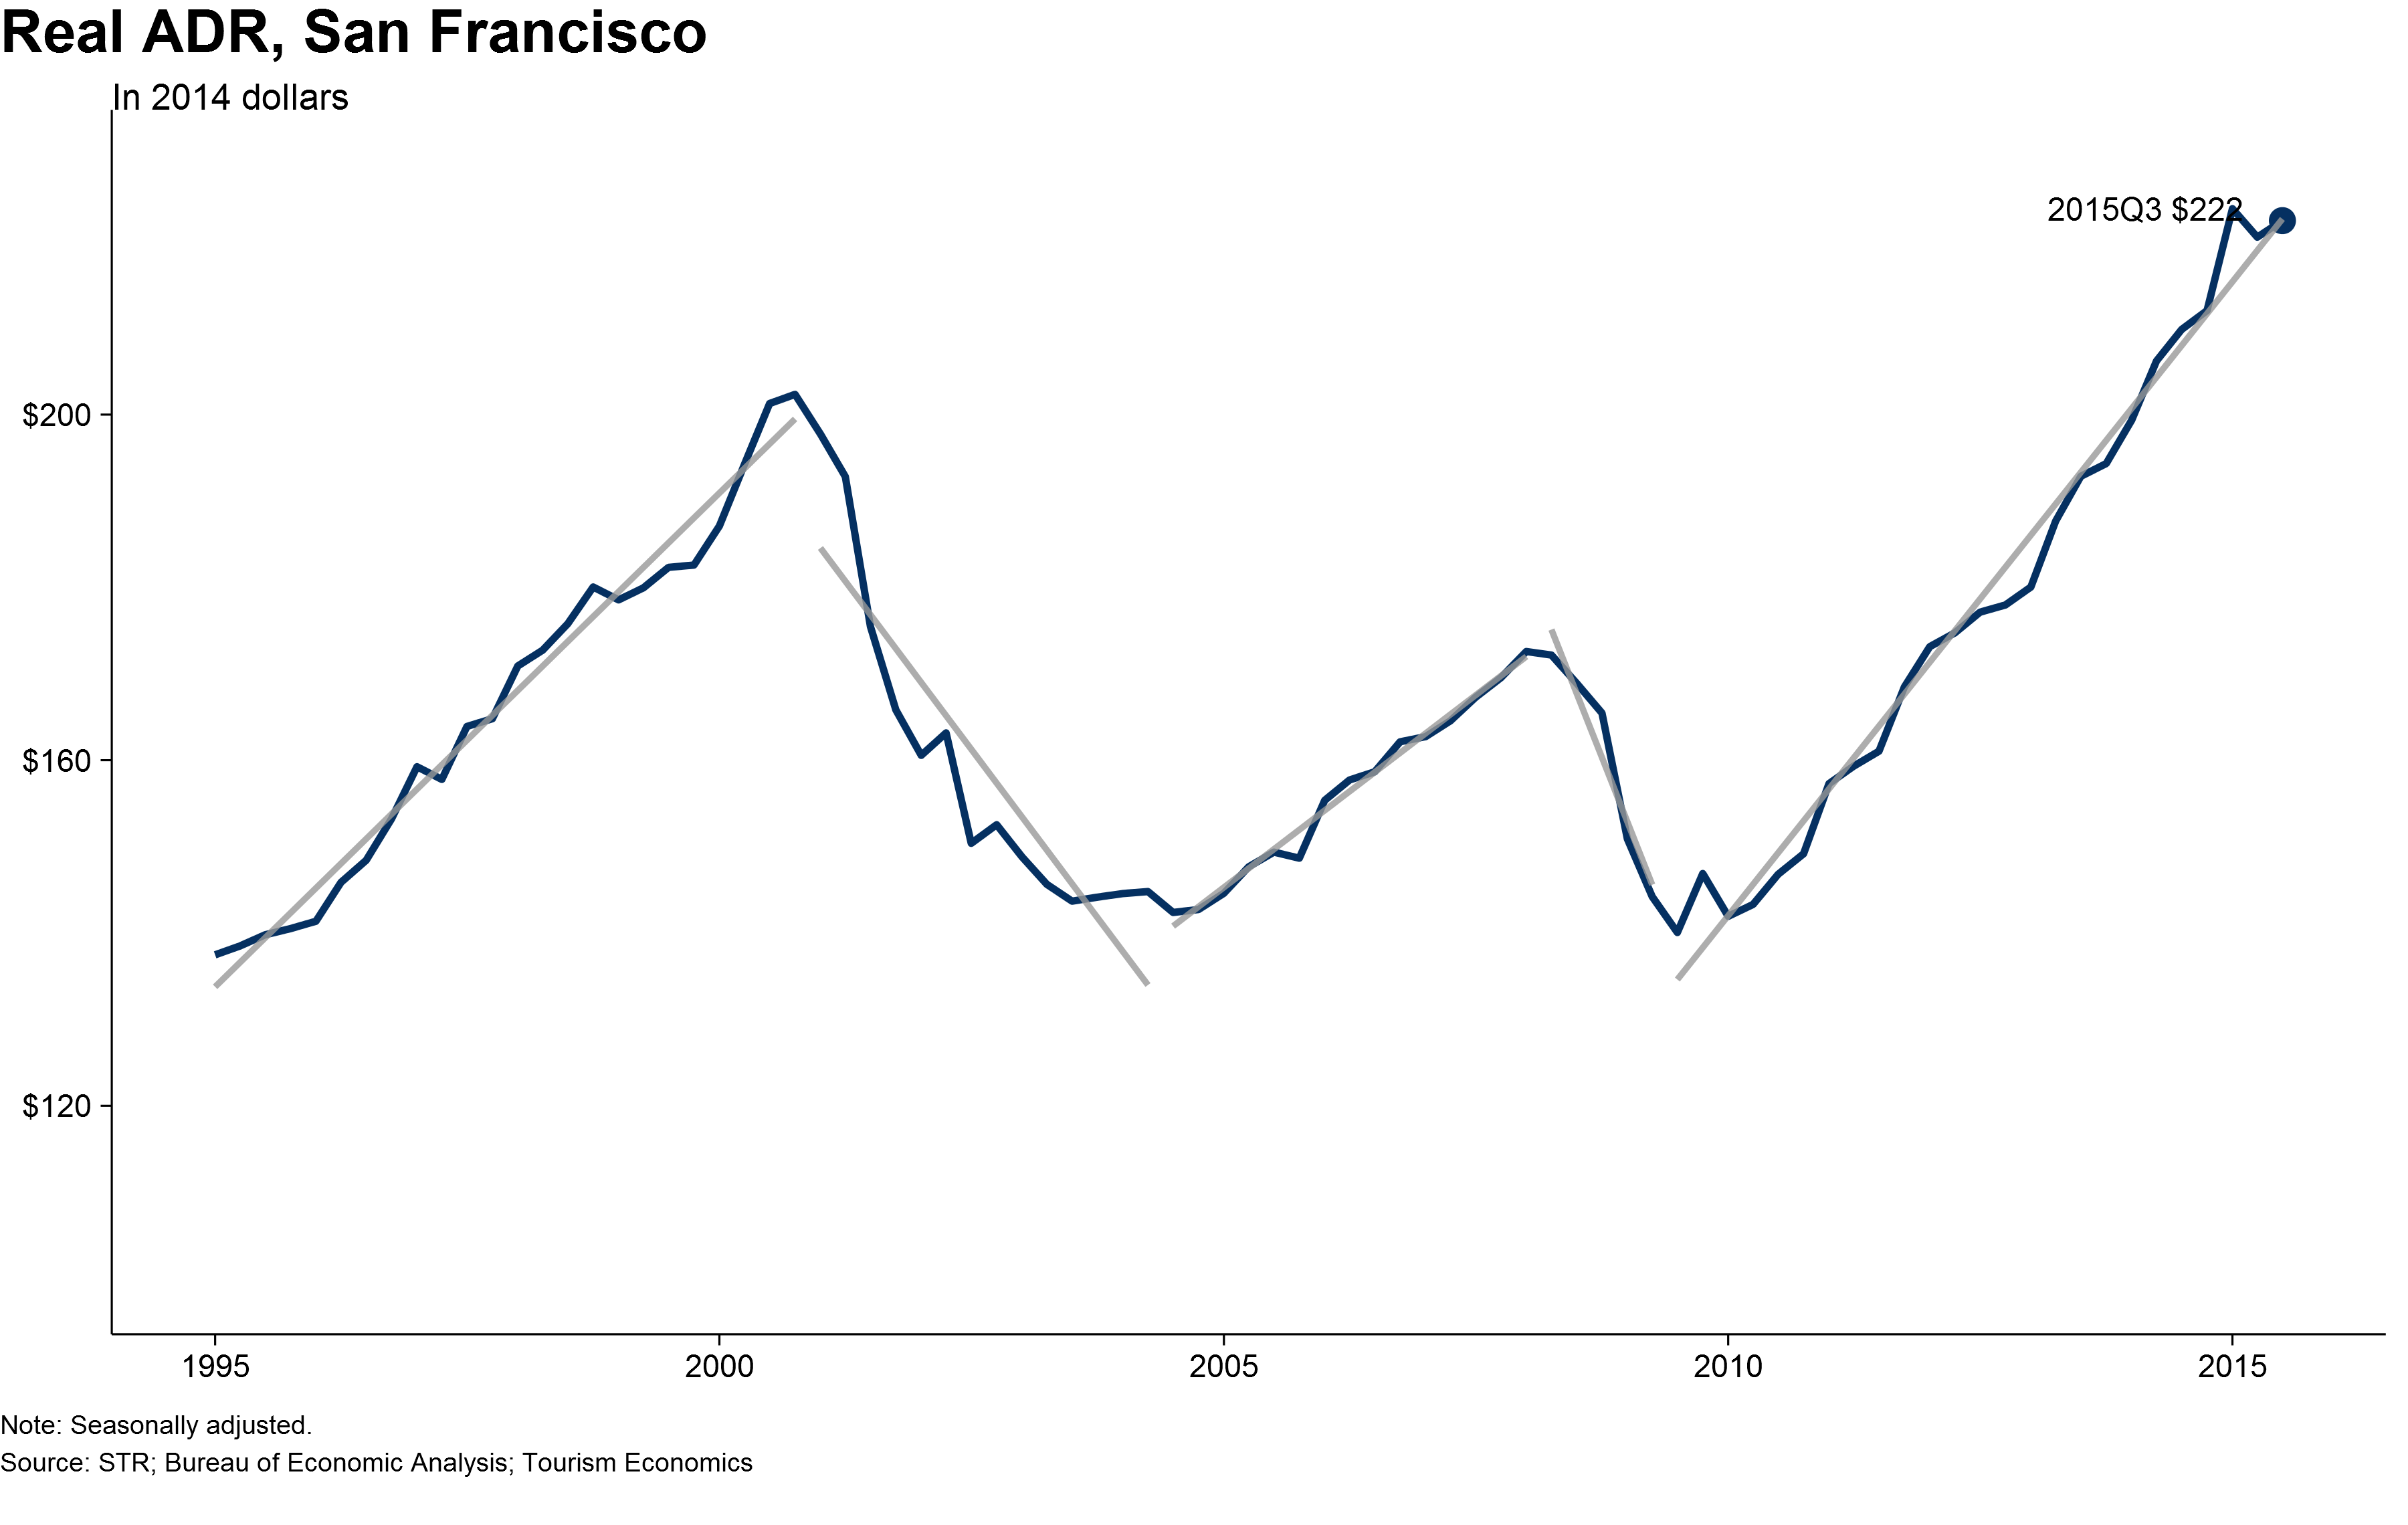 Real ADR, San Francisco
In 2014 dollars
2015Q3 $222
$200
$160
$120
1995 2000 2005 2010 2015
Note: Seasonally adjusted.
Source: STR; Bureau of Economic Analysis; Tourism Economics